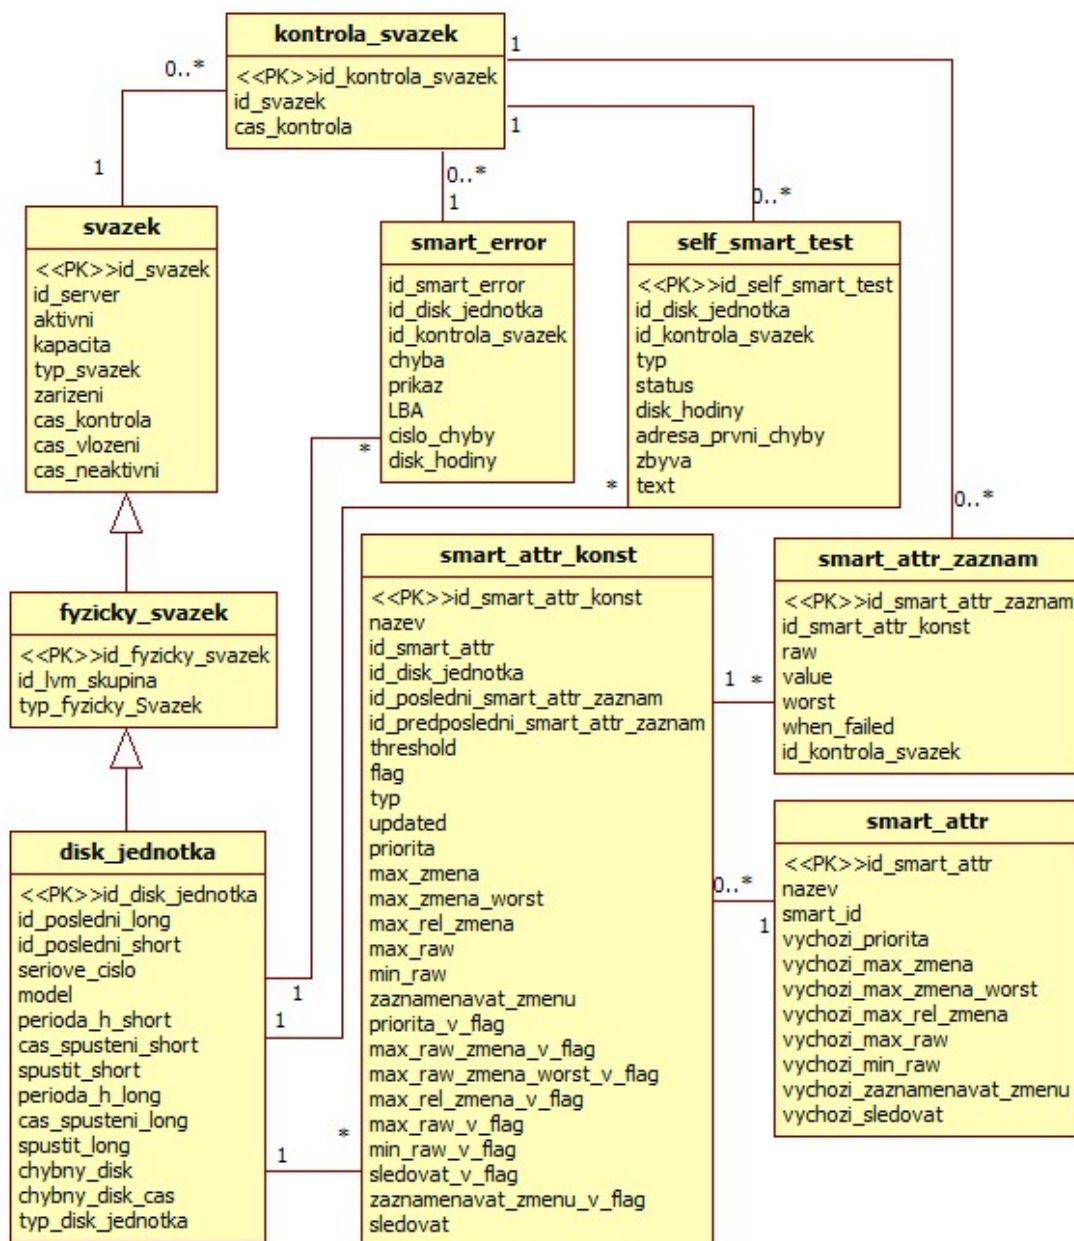 kontrola_svazek
<<PK>>id_kontrola_svazek
id_svazek
cas_kontrola
1
0..*
1
1
0..*
1
0..*
svazek
<<PK>>id_svazek
id_server
aktivni
kapacita
typ_svazek
zarizeni
cas_kontrola
cas_vlozeni
cas_neaktivni
smart_error
id_smart_error
id_disk_jednotka
id_kontrola_svazek
chyba
prikaz
LBA
cislo_chyby
disk_hodiny
*
self_smart_test
<<PK>>id_self_smart_test
id_disk_jednotka
id_kontrola_svazek
typ
status
disk_hodiny
adresa_prvni_chyby
zbyva
text
*
0..*
fyzicky_svazek
<<PK>>id_fyzicky_svazek
id_lvm_skupina
typ_fyzicky_Svazek
smart_attr_konst
<<PK>>id_smart_attr_konst
nazev
id_smart_attr
id_disk_jednotka
id_posledni_smart_attr_zaznam
id_predposledni_smart_attr_zaznam
threshold
flag
typ
updated
priorita
max_zmena
max_zmena_worst
max_rel_zmena
max_raw
min_raw
zaznamenavat_zmenu
priorita_v_flag
max_raw_zmena_v_flag
max_raw_zmena_worst_v_flag
max_rel_zmena_v_flag
max_raw_v_flag
min_raw_v_flag
sledovat_v_flag
zaznamenavat_zmenu_v_flag
sledovat
1 *
smart_attr_zaznam
<<PK>>id_smart_attr_zaznam
id_smart_attr_konst
raw
value
worst
when_failed
id_kontrola_svazek
0..*
1
smart_attr
<<PK>>id_smart_attr
nazev
smart_id
vychozi_priorita
vychozi_max_zmena
vychozi_max_zmena_worst
vychozi_max_rel_zmena
vychozi_max_raw
vychozi_min_raw
vychozi_zaznamenavat_zmenu
vychozi_sledovat
disk_jednotka
<<PK>>id_disk_jednotka
id_posledni_long
id_posledni_short
seriove_cislo
model
perioda_h_short
cas_spusteni_short
spustit_short
perioda_h_long
cas_spusteni_long
spustit_long
chybny_disk
chybny_disk_cas
typ_disk_jednotka
1
1
*
1